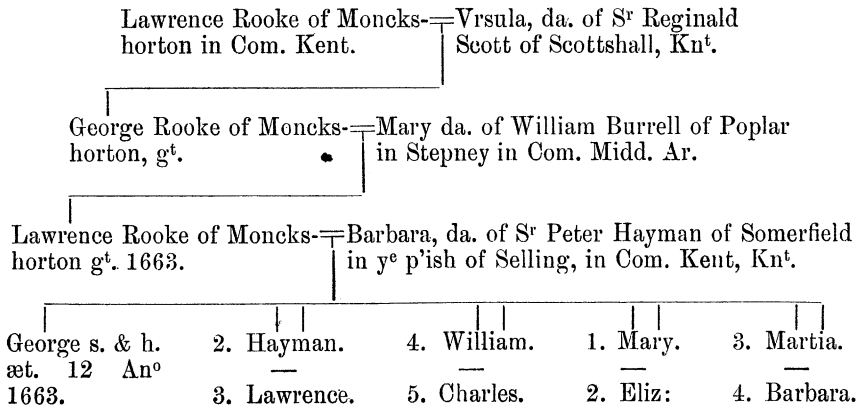 Lawrence Rooke of Moncks-
horton in Com. Kent.
Vrsula, da. of Sʳ Reginald
Scott of Scottshall, Knᵗ.
George Rooke of Moncks-
horton, gᵗ.
Mary da. of William Burrell of Poplar
in Stepney in Com. Midd. Ar.
Lawrence Rooke of Moncks-
horton gᵗ. 1663.
Barbara, da. of Sʳ Peter Hayman of Somerfield
in yᵉ p'ish of Selling, in Com. Kent, Knᵗ.
George s. & h.
æt. 12 Anᵒ
1663.
2. Hayman.
3. Lawrence.
4. William.
5. Charles.
1. Mary.
2. Eliz:
3. Martia.
4. Barbara.